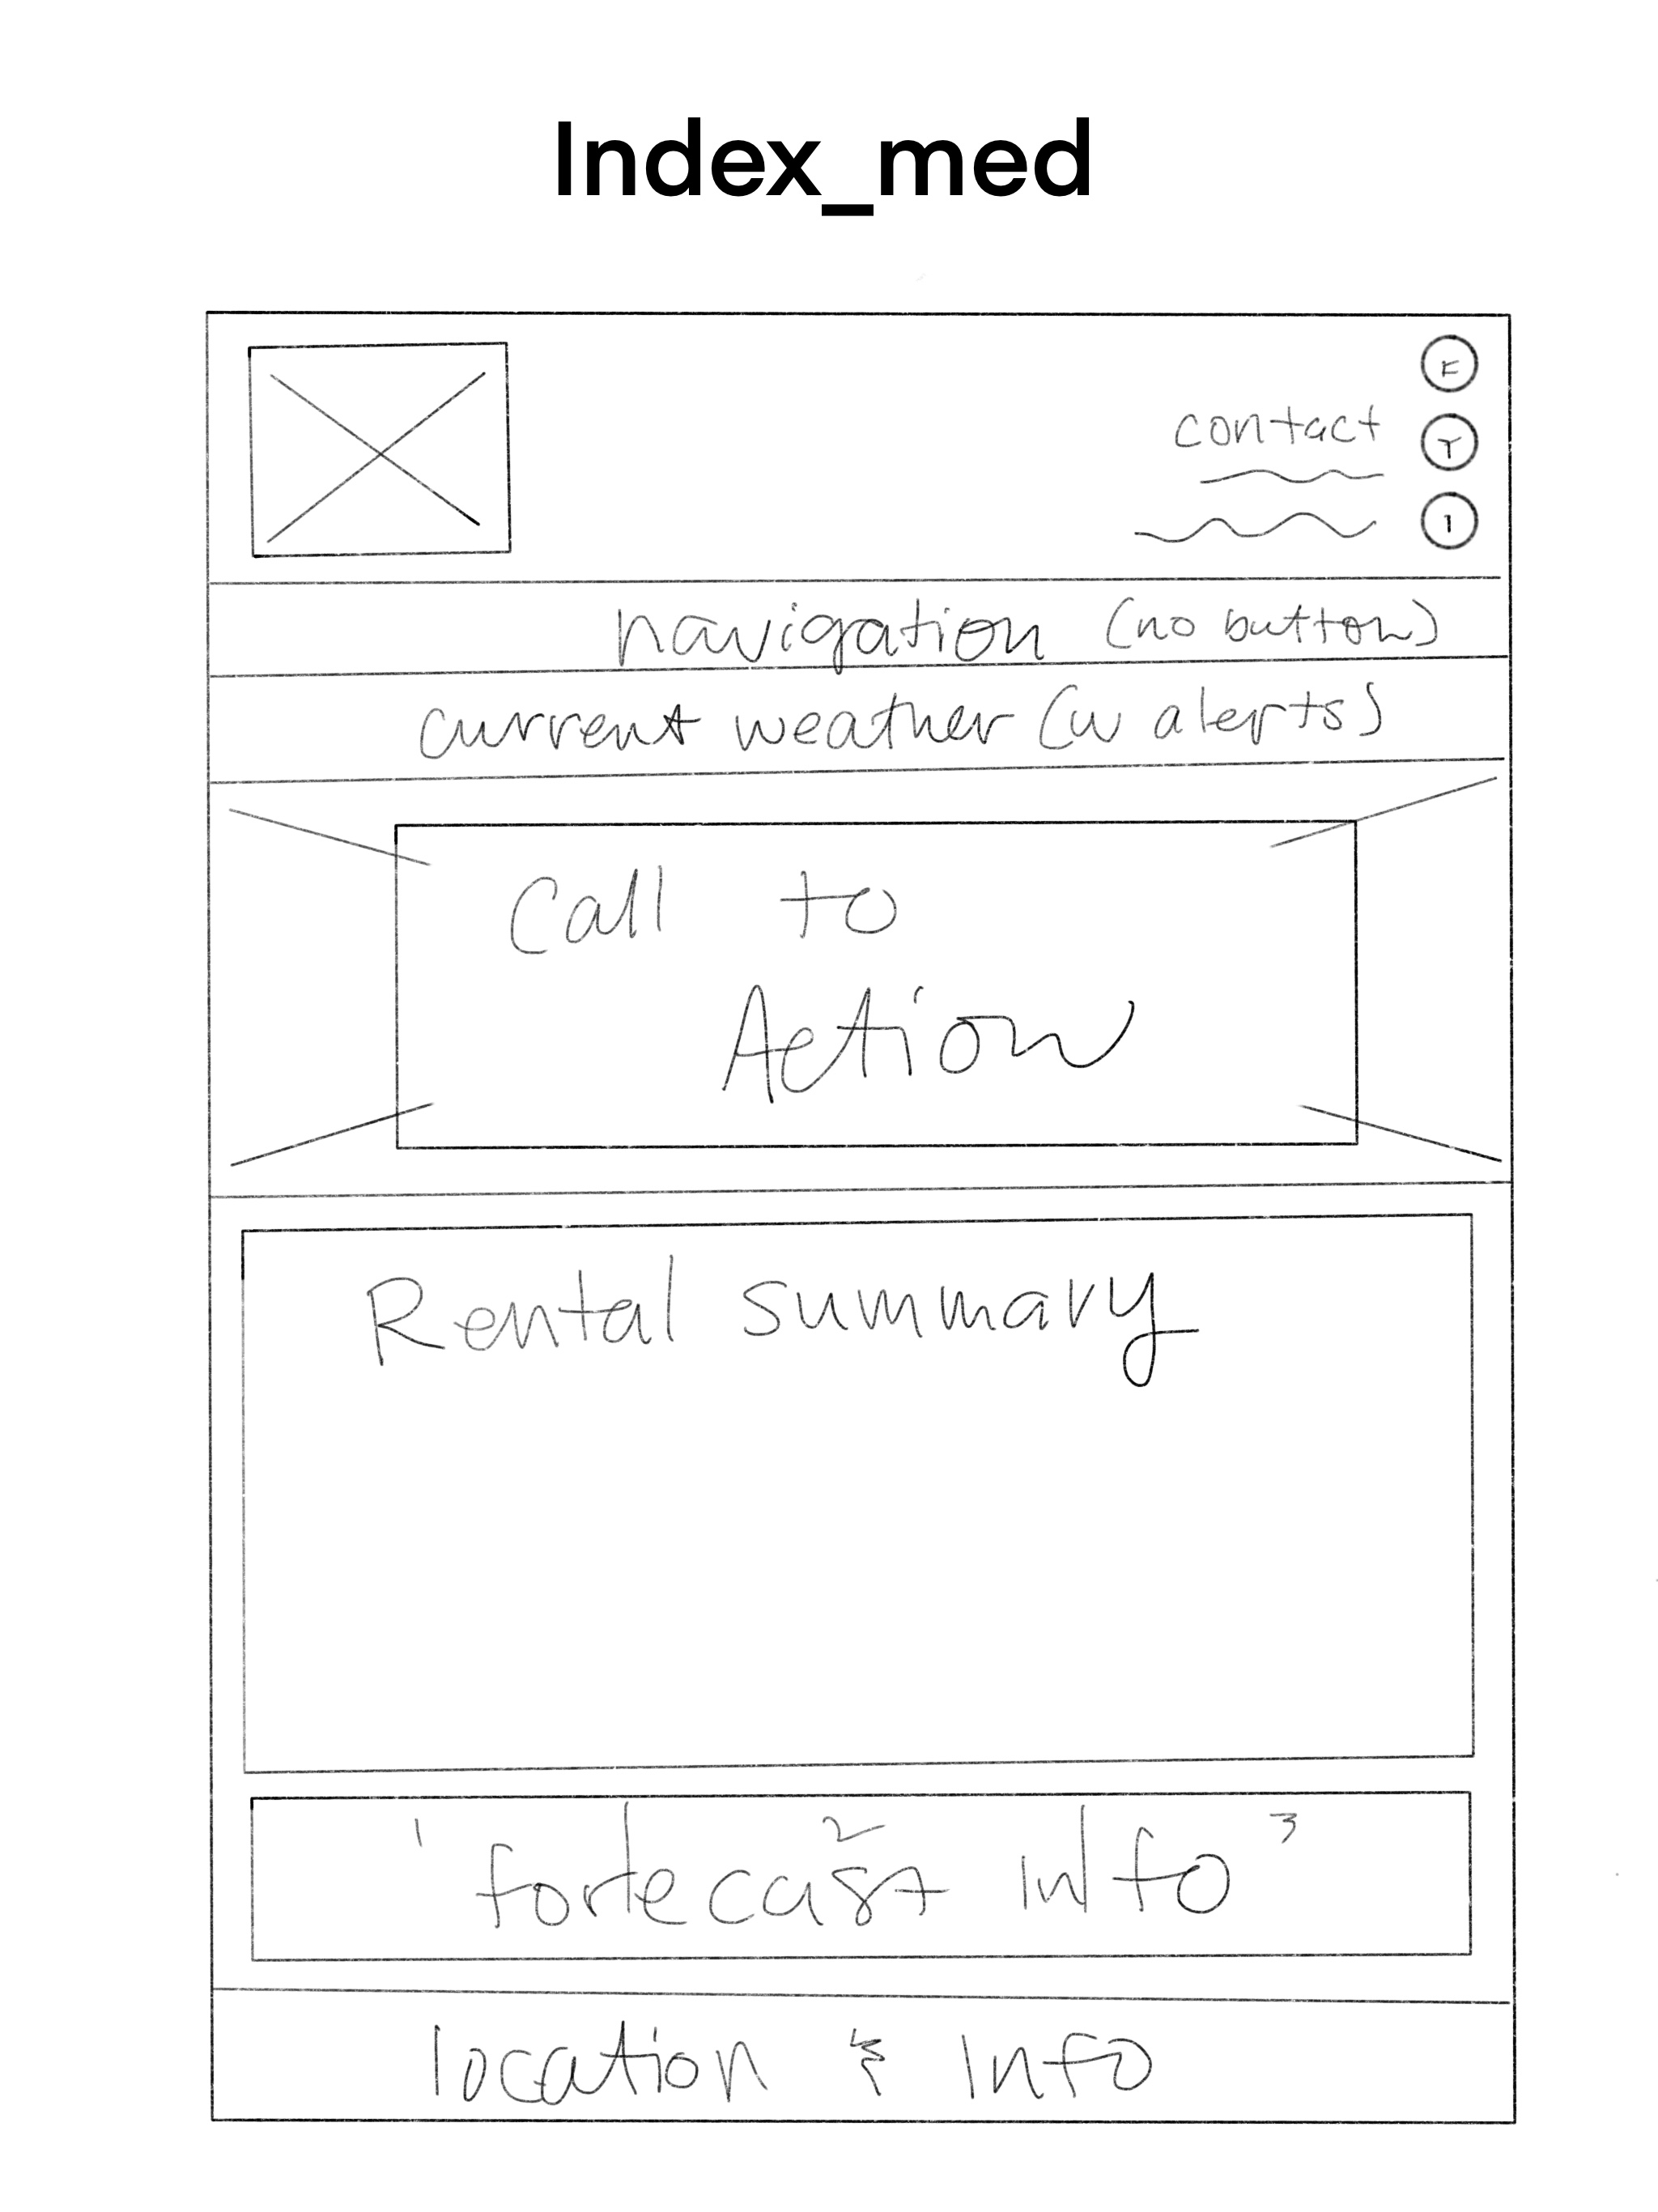 Index_med
F
contact
T
I
navigation (no button)
current weather (w alerts)
Call to
Action
Rental summary
1 2 3
forecast info
location & Info